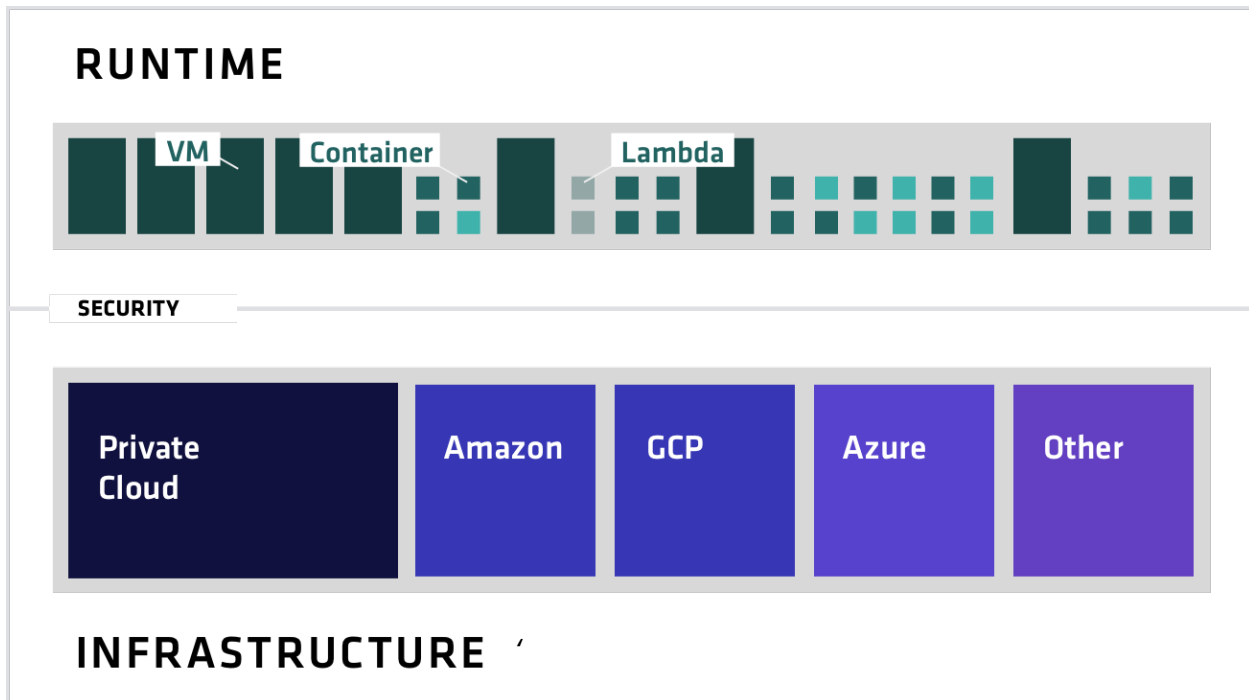 RUNTIME
VM
Container
Lambda
SECURITY
Private
Cloud
Amazon
GCP
Azure
Other
INFRASTRUCTURE ‘